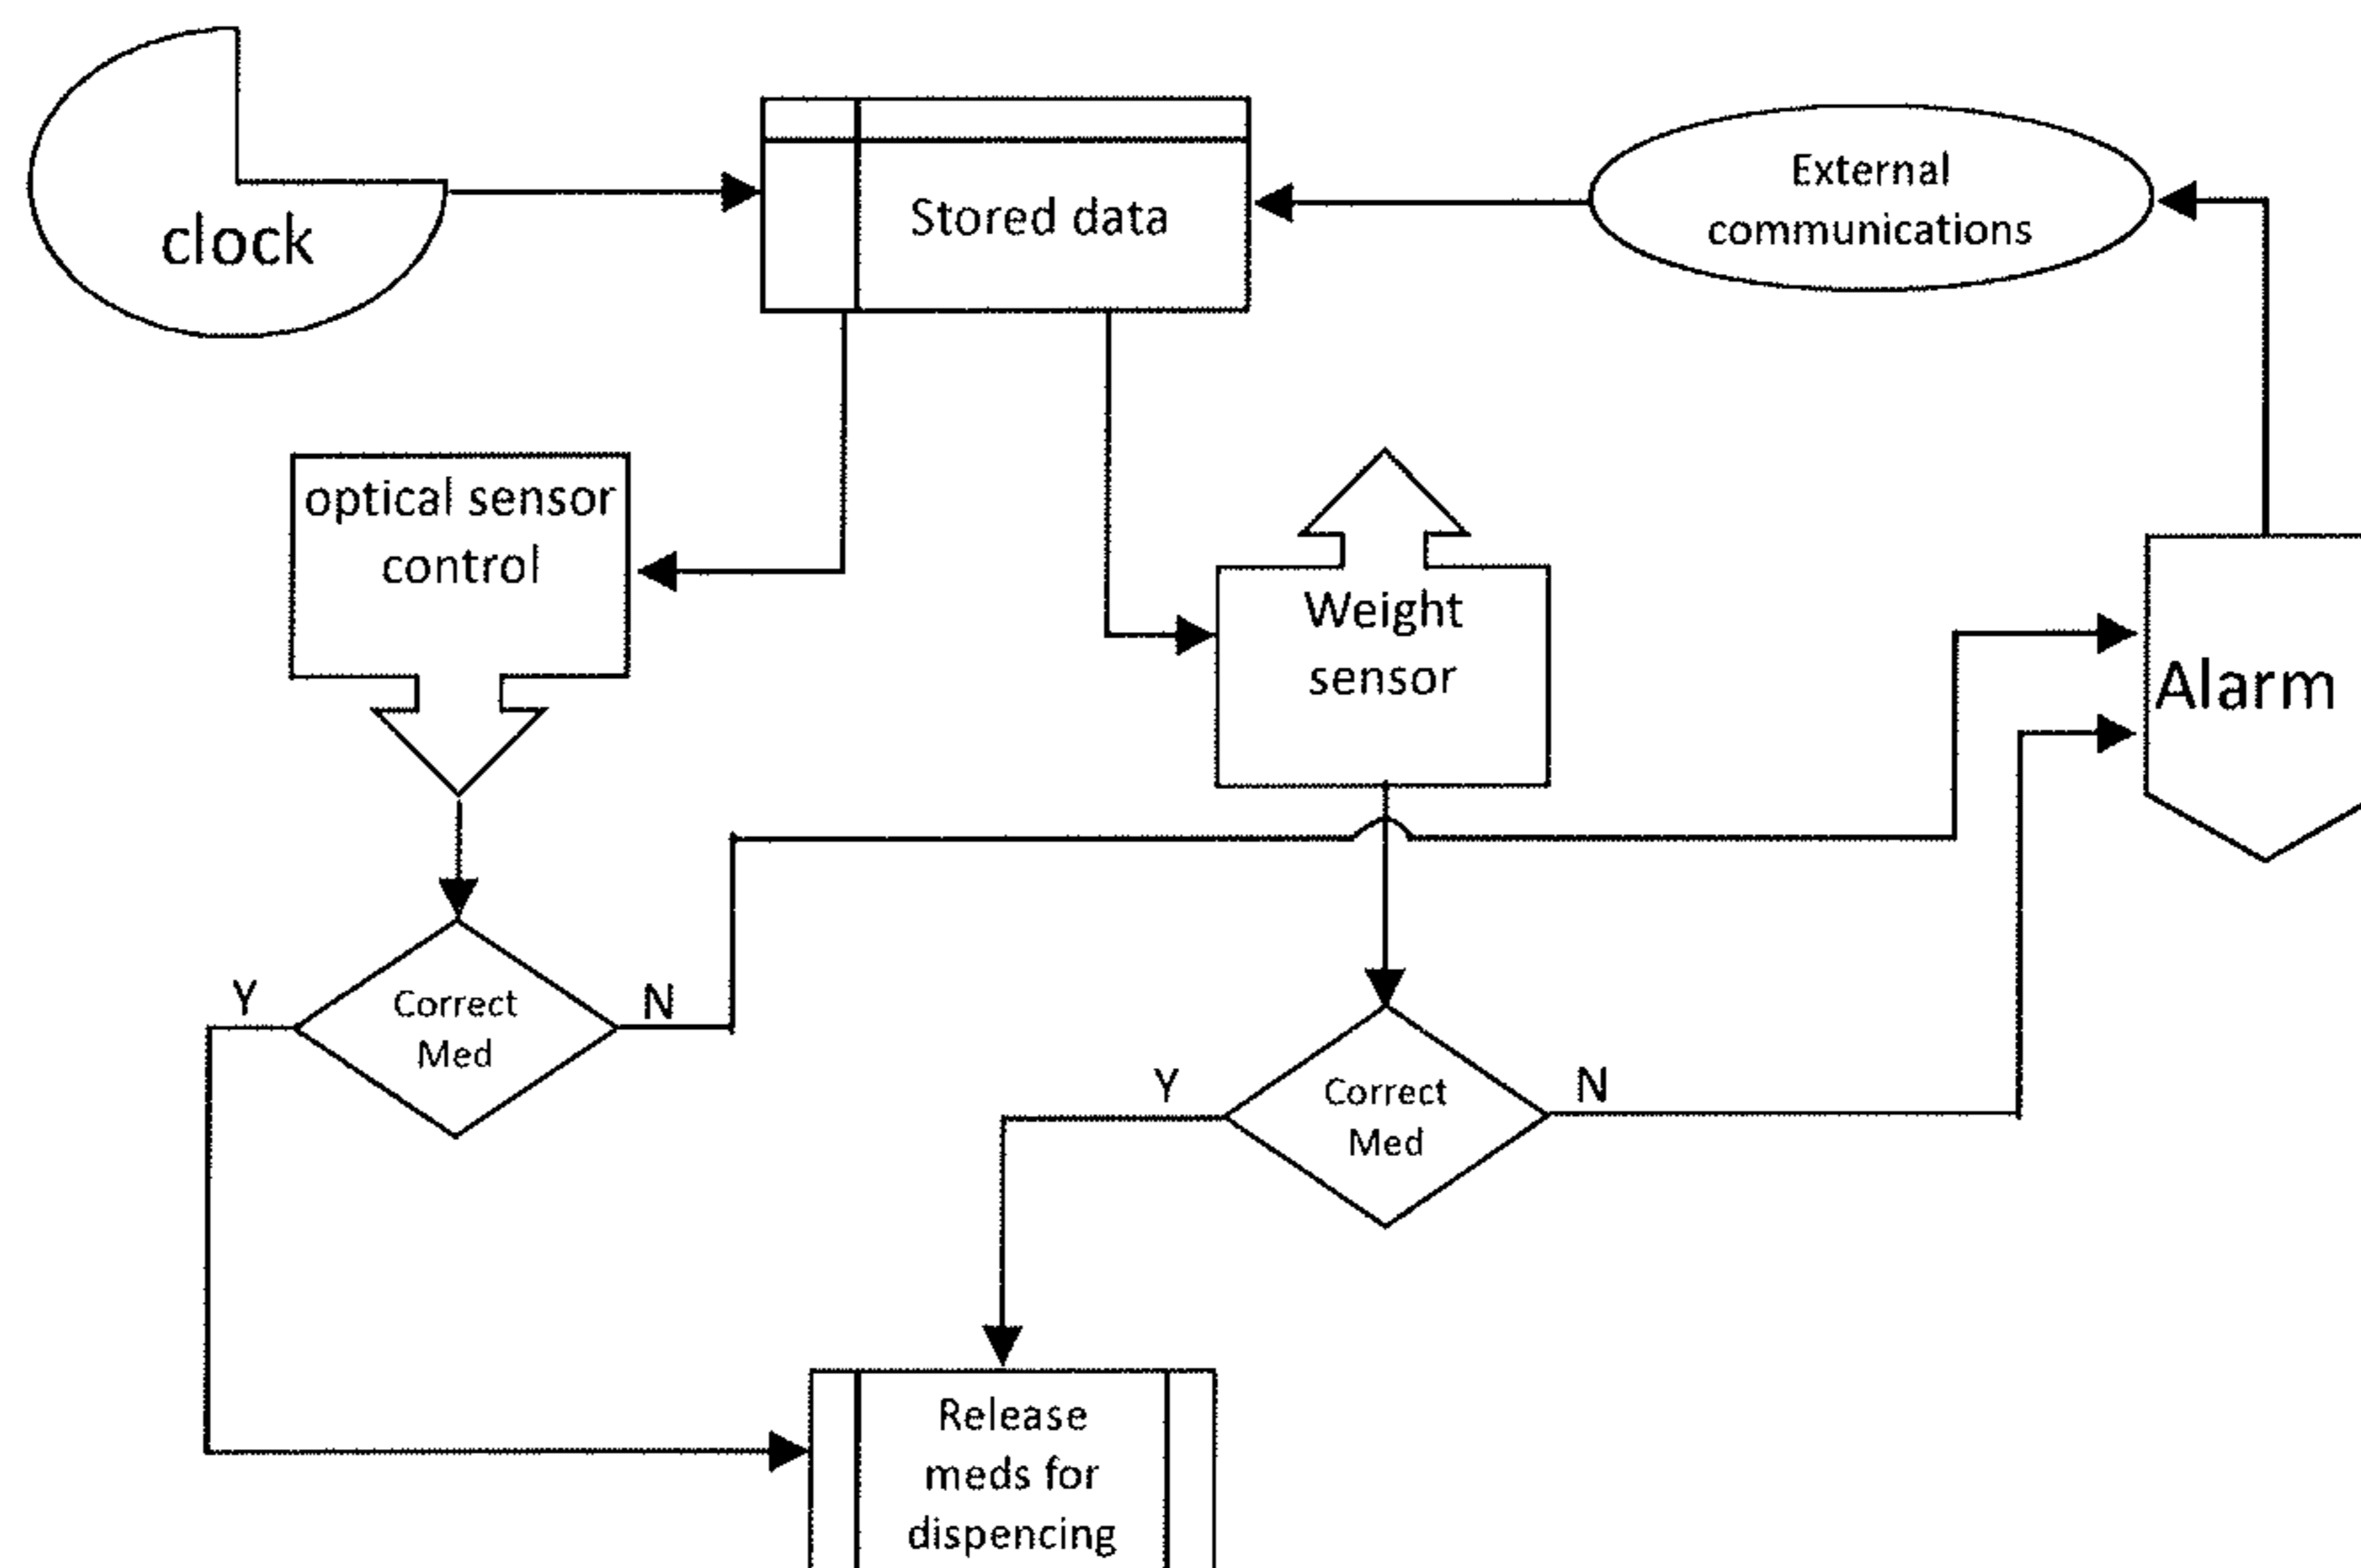 clock
Stored data
External
communications
optical sensor
control
Weight
sensor
Alarm
Y
Correct
Med
N
Y
Correct
Med
N
Release
meds for
dispencing